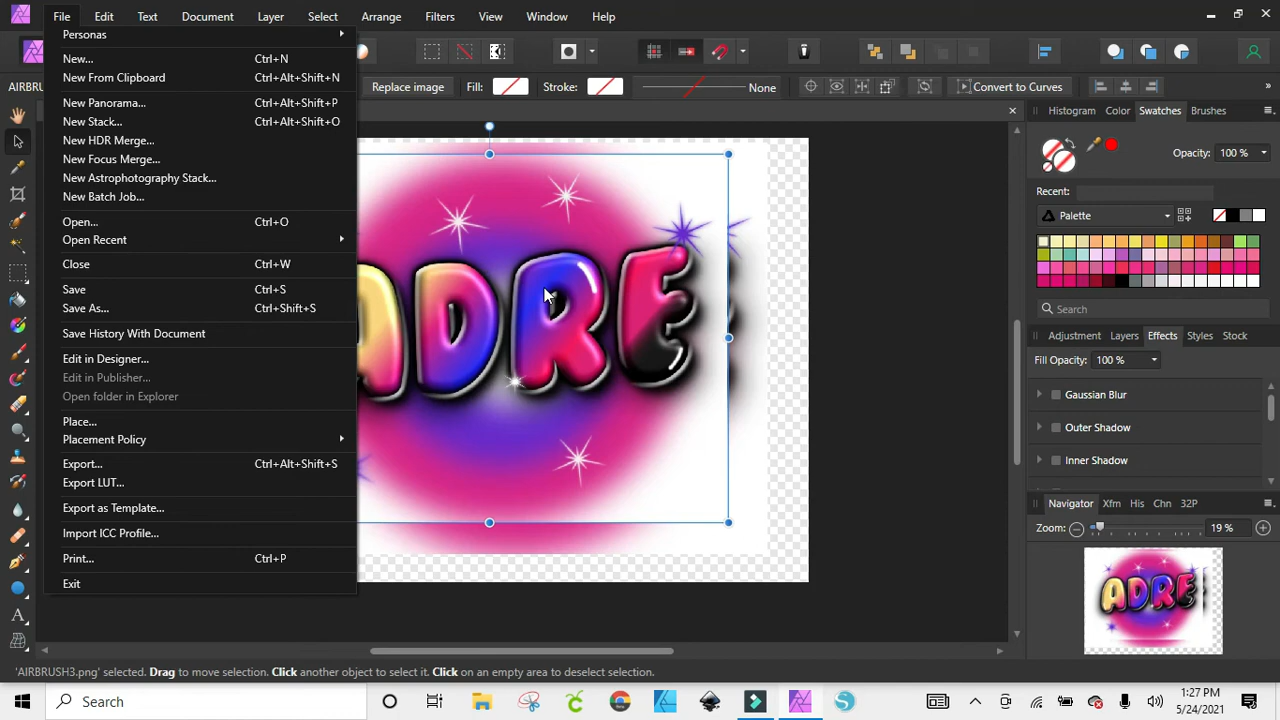 File Edit Text Document Layer Select Arrange Filters View Window Help
Personas
New... Ctrl+N
New From Clipboard Ctrl+Alt+Shift+N
New Panorama... Ctrl+Alt+Shift+P
New Stack... Ctrl+Alt+Shift+O
New HDR Merge...
New Focus Merge...
New Astrophotography Stack...
New Batch Job...
Open... Ctrl+O
Open Recent
Close Ctrl+W
Save Ctrl+S
Save As... Ctrl+Shift+S
Save History With Document
Edit in Designer...
Edit in Publisher...
Open folder in Explorer
Place...
Placement Policy
Export... Ctrl+Alt+Shift+S
Export LUT...
Export as Template...
Import ICC Profile...
Print... Ctrl+P
Exit
AIRBRU
Replace image Fill: Stroke: None Convert to Curves
ADRE
Histogram Color Swatches Brushes
Opacity: 100 %
Recent:
Palette
Search
Adjustment Layers Effects Styles Stock
Fill Opacity: 100 %
Gaussian Blur
Outer Shadow
Inner Shadow
Navigator Xfm His Chn 32P
Zoom: 19 %
ADRE
'AIRBRUSH3.png' selected. Drag to move selection. Click another object to select it. Click on an empty area to deselect selection.
Search
1:27 PM
5/24/2021